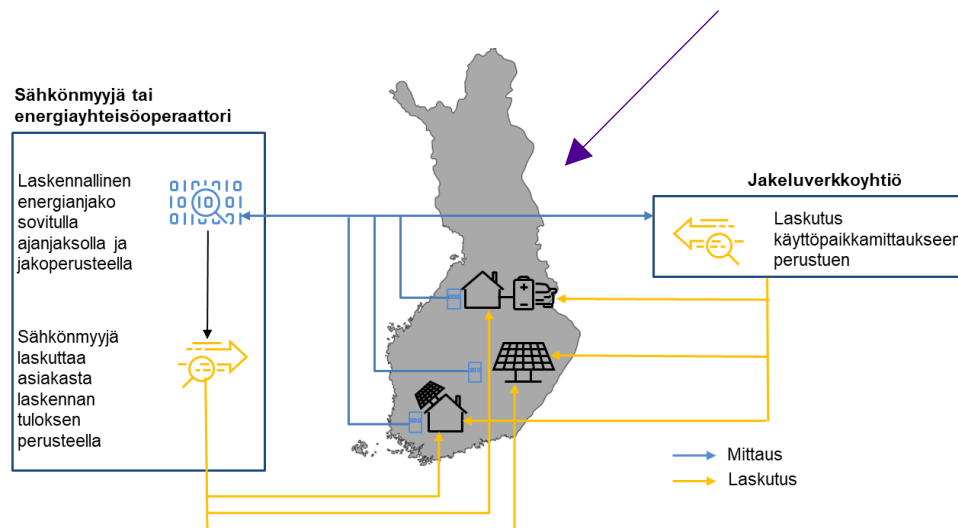 Sähkönmyyjä tai
energiayhteisöoperaattori
Laskennallinen
energianjako
sovitulla
ajanjaksolla ja
jakoperusteella
Sähkönmyyjä
laskuttaa
asiakasta
laskennan
tuloksen
perusteella
Jakeluverkkoyhtiö
Laskutus
käyttöpaikkamittaukseen
perustuen
Mittaus
Laskutus